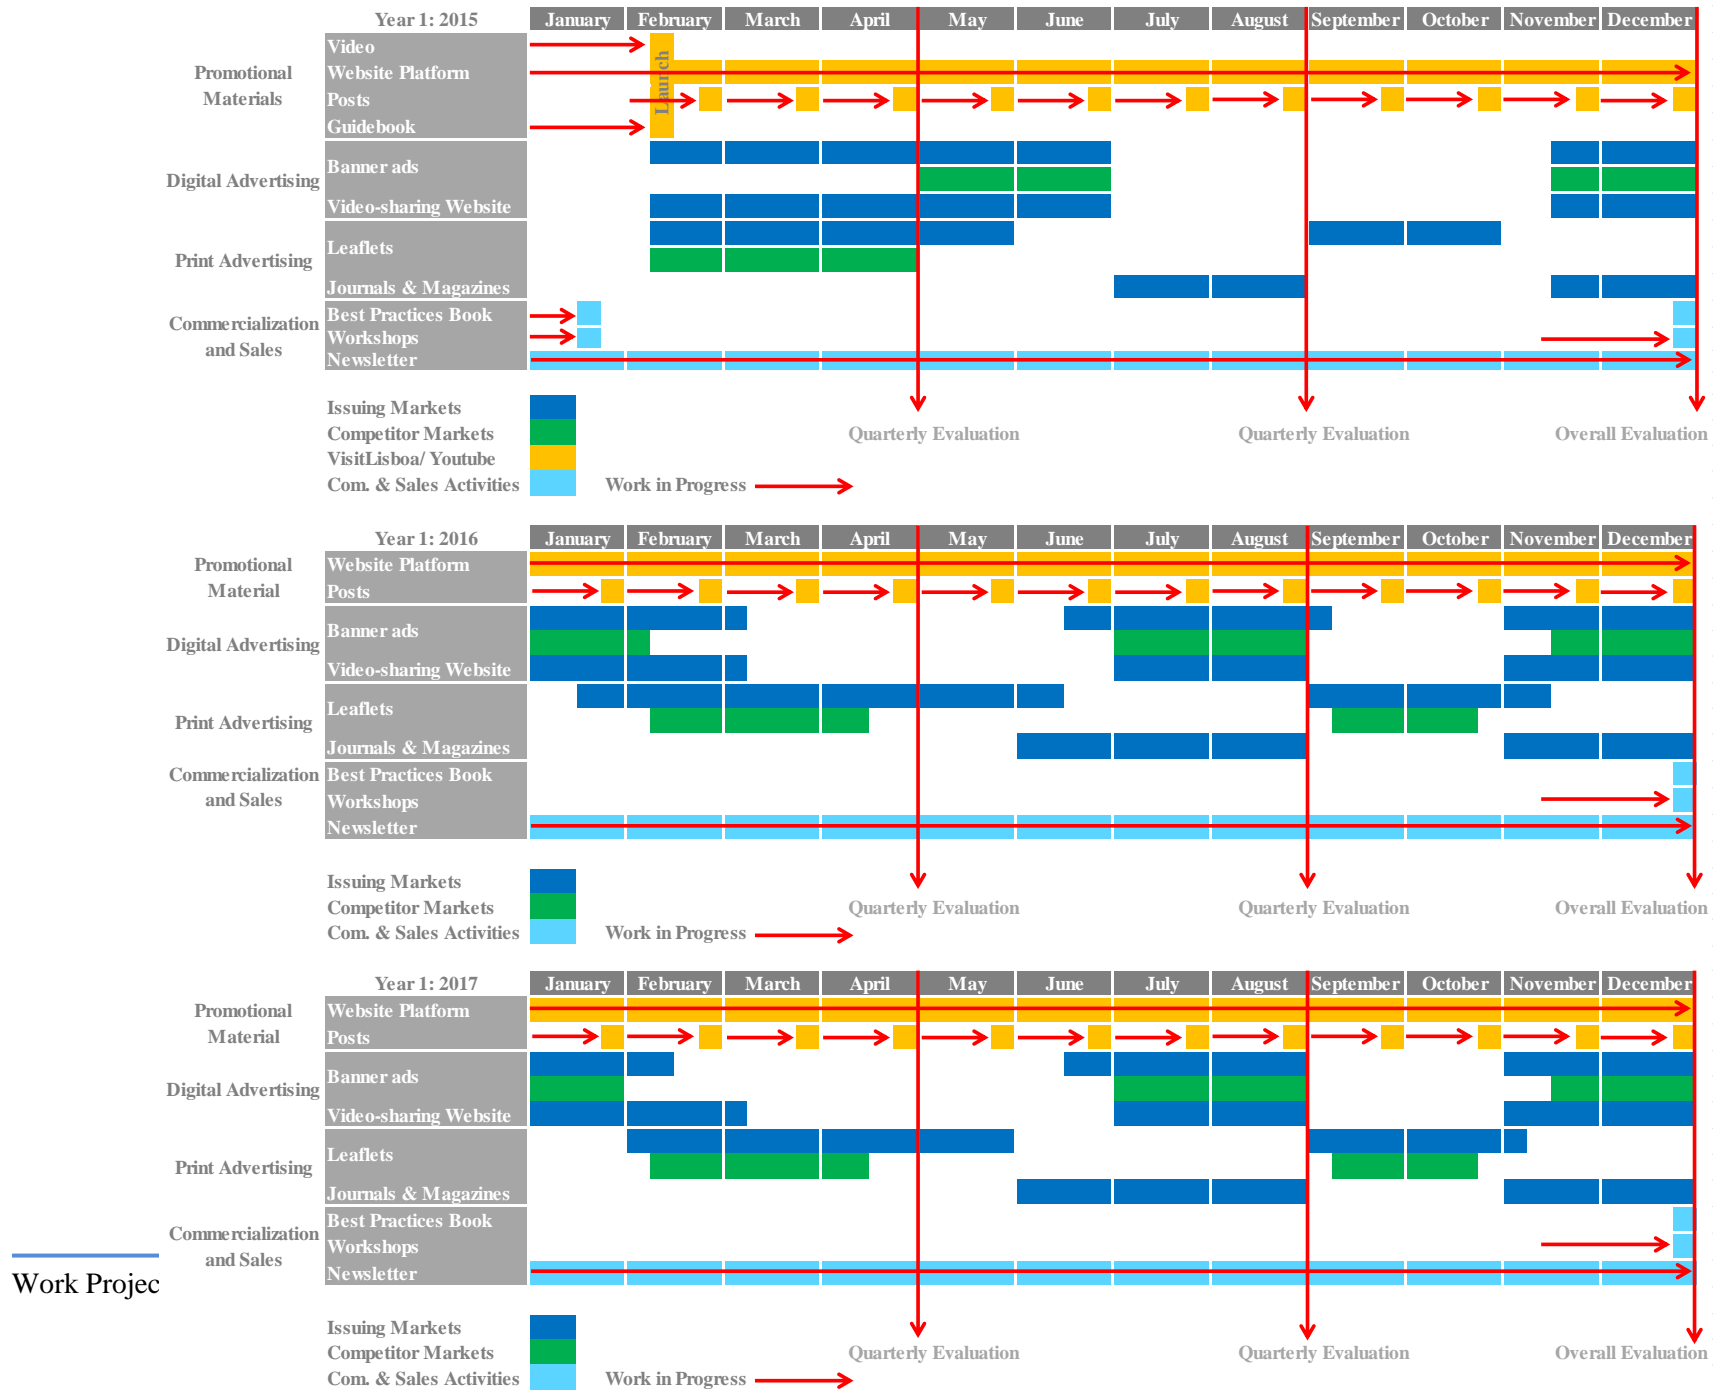 Year 1: 2015 January February March April May June July August September October November December
Video
Promotional Materials
Website Platform
Posts
Guidebook
Launch
Digital Advertising
Banner ads
Video-sharing Website
Print Advertising
Leaflets
Journals & Magazines
Commercialization and Sales
Best Practices Book
Workshops
Newsletter
Issuing Markets
Competitor Markets
VisitLisboa/ Youtube
Com. & Sales Activities
Work in Progress
Quarterly Evaluation Quarterly Evaluation Overall Evaluation
Year 1: 2016 January February March April May June July August September October November December
Promotional Material
Website Platform
Posts
Digital Advertising
Banner ads
Video-sharing Website
Print Advertising
Leaflets
Journals & Magazines
Commercialization and Sales
Best Practices Book
Workshops
Newsletter
Issuing Markets
Competitor Markets
Com. & Sales Activities
Work in Progress
Quarterly Evaluation Quarterly Evaluation Overall Evaluation
Year 1: 2017 January February March April May June July August September October November December
Promotional Material
Website Platform
Posts
Digital Advertising
Banner ads
Video-sharing Website
Print Advertising
Leaflets
Journals & Magazines
Commercialization and Sales
Best Practices Book
Workshops
Newsletter
Work Projec
Issuing Markets
Competitor Markets
Com. & Sales Activities
Work in Progress
Quarterly Evaluation Quarterly Evaluation Overall Evaluation